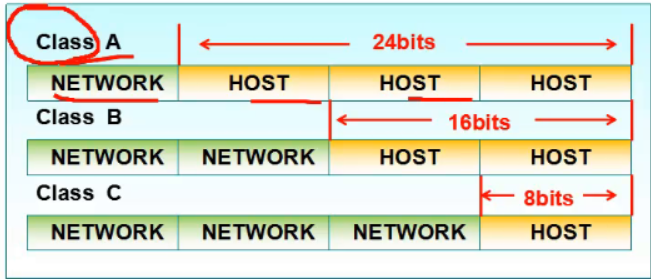 Class A
24bits
NETWORK HOST HOST HOST
Class B
16bits
NETWORK NETWORK HOST HOST
Class C
8bits
NETWORK NETWORK NETWORK HOST